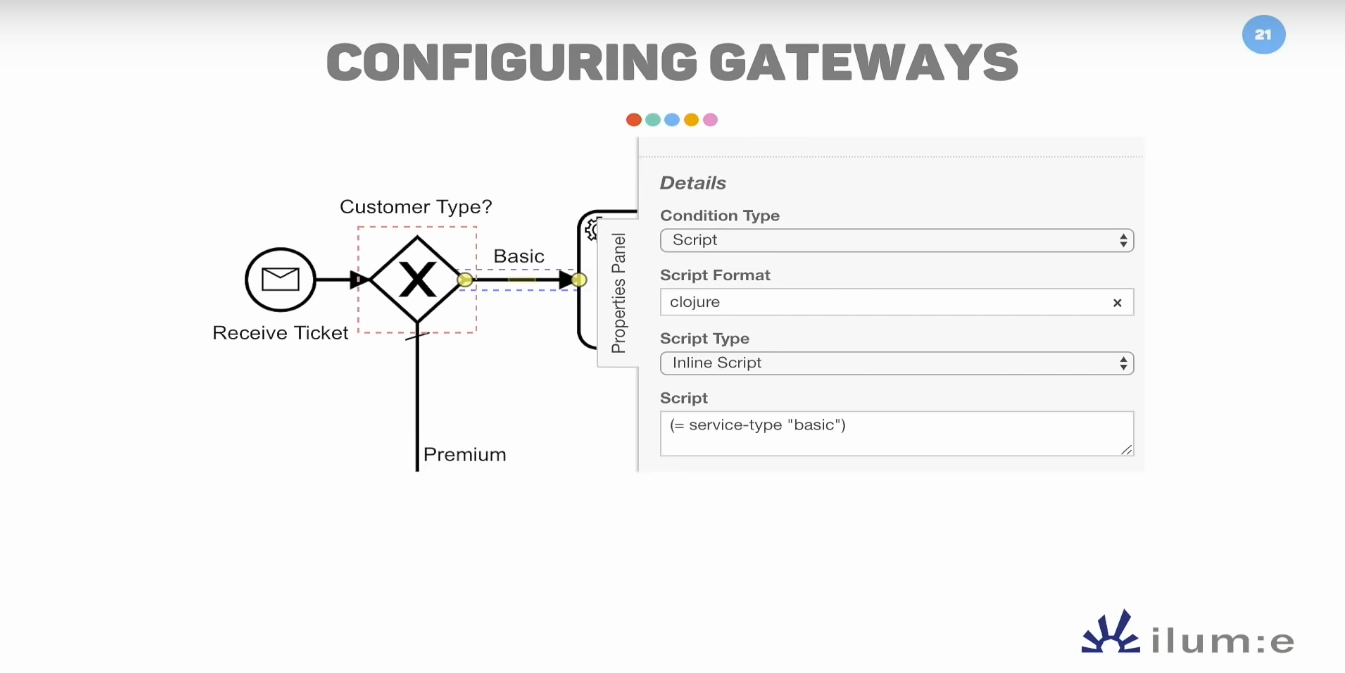 21
CONFIGURING GATEWAYS
Customer Type?
Receive Ticket
X
Basic
Premium
Properties Panel
Details
Condition Type
Script
Script Format
clojure
×
Script Type
Inline Script
Script
(= service-type "basic")
ilum:e